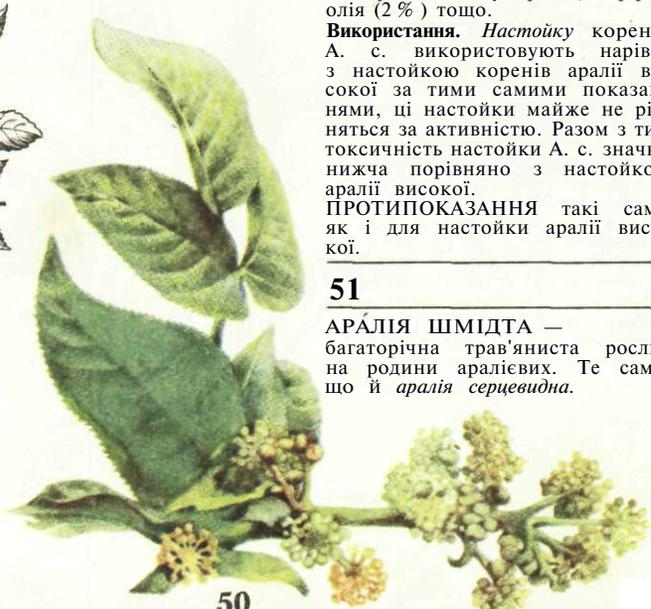 олія (2 % ) тощо.
Використання. Настойку корен
А. с. використовують нарів
з настойкою коренів аралії в
сокої за тими самими показа
нями, ці настойки майже не рі
няться за активністю. Разом з ти
токсичність настойки А. с. значн
нижча порівняно з настойко
аралії високої.
ПРОТИПОКАЗАННЯ такі сам
як і для настойки аралії вис
кої.
51
АРА́ЛІЯ ШМІДТА —
багаторічна трав'яниста росли
на родини аралієвих. Те сам
що й аралія серцевидна.
50